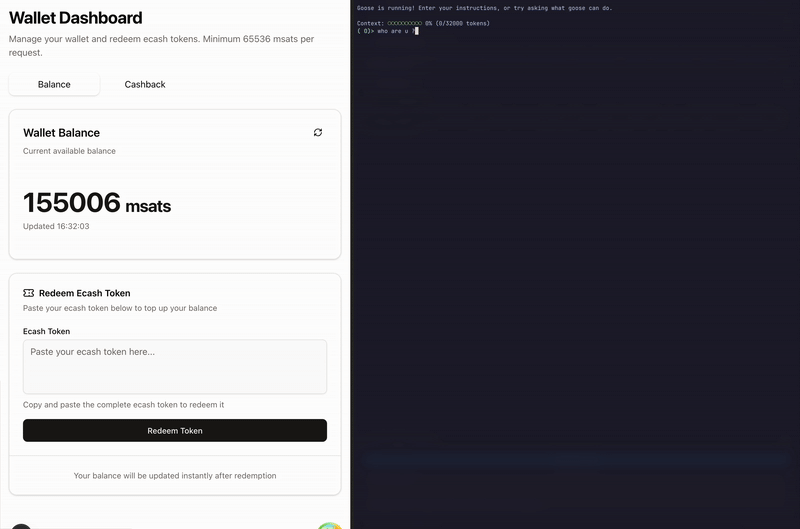 Wallet Dashboard
Manage your wallet and redeem ecash tokens. Minimum 65536 msats per
request.
Balance
Cashback
Wallet Balance
Current available balance
155006 msats
Updated 16:32:03
Redeem Ecash Token
Paste your ecash token below to top up your balance
Ecash Token
Paste your ecash token here...
Copy and paste the complete ecash token to redeem it
Redeem Token
Your balance will be updated instantly after redemption
Goose is running! Enter your instructions, or try asking what goose can do.
Context: ○○○○○○○○○○ 0% (0/32000 tokens)
( O)> who are u ?